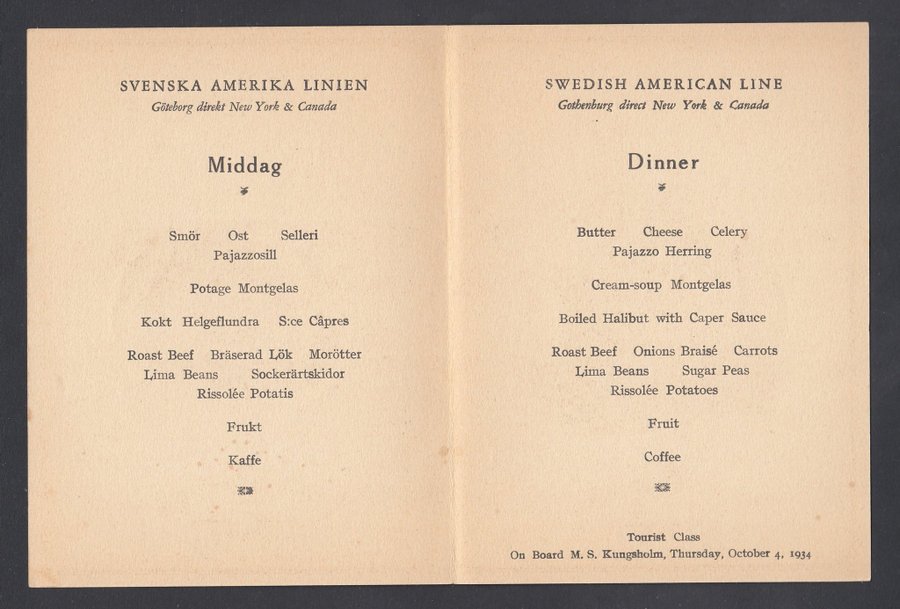 SVENSKA AMERIKA LINIEN
Göteborg direkt New York & Canada
Middag
Smör Ost Selleri
Pajazzosill
Potage Montgelas
Kokt Helgeflundra S:ce Câpres
Roast Beef Bräserad Lök Morötter
Lima Beans Sockerärtskidor
Rissolée Potatis
Frukt
Kaffe
SWEDISH AMERICAN LINE
Gothenburg direct New York & Canada
Dinner
Butter Cheese Celery
Pajazzo Herring
Cream-soup Montgelas
Boiled Halibut with Caper Sauce
Roast Beef Onions Braisé Carrots
Lima Beans Sugar Peas
Rissolée Potatoes
Fruit
Coffee
Tourist Class
On Board M. S. Kungsholm, Thursday, October 4, 1934